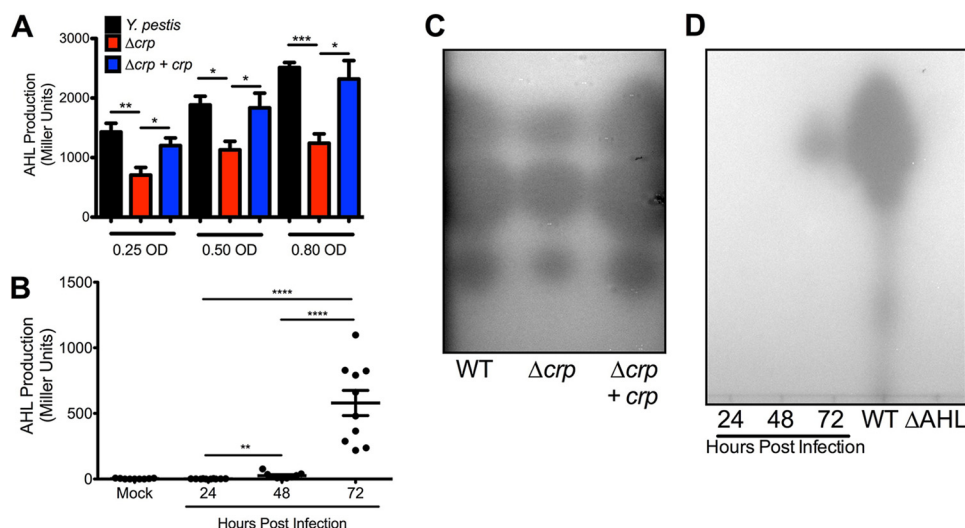 A
Y. pestis
Δcrp
Δcrp + crp
AHL Production
(Miller Units)
3000
2000
1000
0
**
*
*
*
***
*
0.25 OD
0.50 OD
0.80 OD
B
AHL Production
(Miller Units)
1500
1000
500
0
****
****
**
Mock
24
48
72
Hours Post Infection
C
WT
Δcrp
Δcrp
+ crp
D
24
48
72
WT
ΔAHL
Hours Post Infection